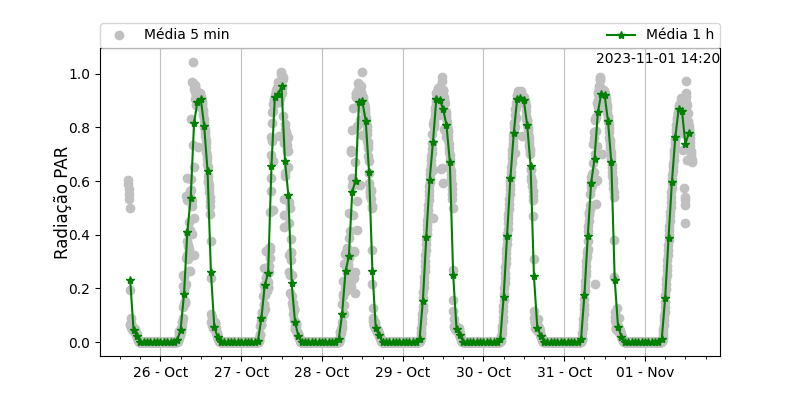 Média 5 min
Média 1 h
2023-11-01 14:20
Radiação PAR
1.0
0.8
0.6
0.4
0.2
0.0
26 - Oct
27 - Oct
28 - Oct
29 - Oct
30 - Oct
31 - Oct
01 - Nov